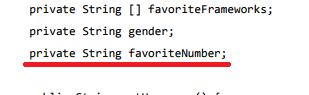 private String [] favoriteFrameworks;
private String gender;
private String favoriteNumber;